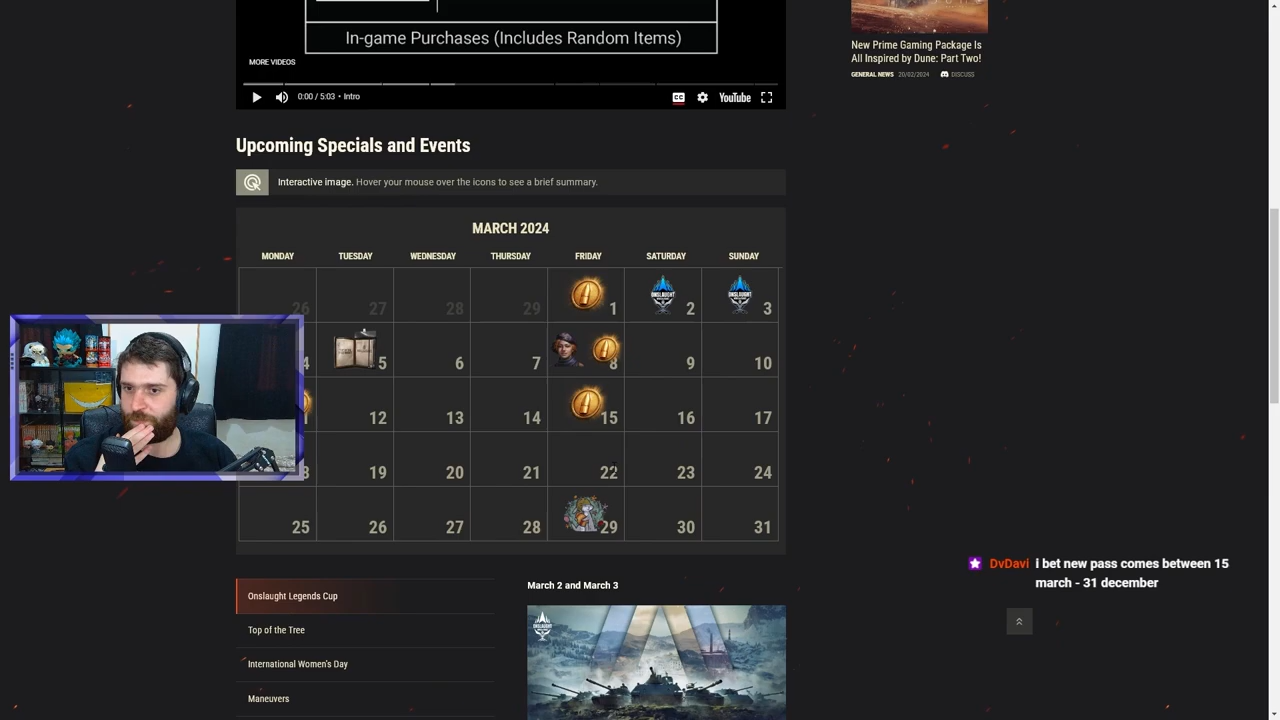 In-game Purchases (Includes Random Items)
MORE VIDEOS
0:00 / 5:03 • Intro
CC
YouTube
New Prime Gaming Package Is
All Inspired by Dune: Part Two!
GENERAL NEWS 20/02/2024 DISCUSS
Upcoming Specials and Events
Interactive image. Hover your mouse over the icons to see a brief summary.
MARCH 2024
MONDAY TUESDAY WEDNESDAY THURSDAY FRIDAY SATURDAY SUNDAY
26 27 28 29 1 2 3
ONSLAUGHT ONSLAUGHT
4 5 6 7 8 9 10
12 13 14 15 16 17
19 20 21 22 23 24
25 26 27 28 29 30 31
DvDavi i bet new pass comes between 15
march - 31 december
Onslaught Legends Cup
Top of the Tree
International Women's Day
Maneuvers
March 2 and March 3
ONSLAUGHT